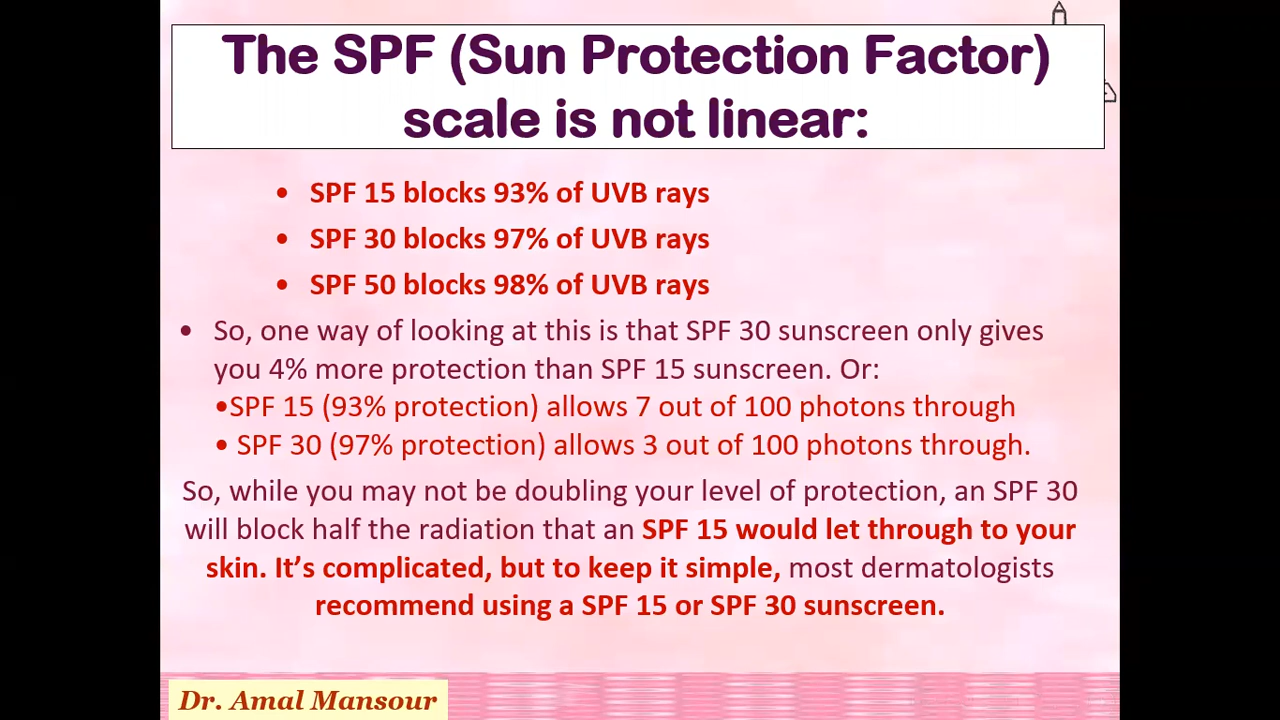 The SPF (Sun Protection Factor)
scale is not linear:
• SPF 15 blocks 93% of UVB rays
• SPF 30 blocks 97% of UVB rays
• SPF 50 blocks 98% of UVB rays
• So, one way of looking at this is that SPF 30 sunscreen only gives
you 4% more protection than SPF 15 sunscreen. Or:
•SPF 15 (93% protection) allows 7 out of 100 photons through
• SPF 30 (97% protection) allows 3 out of 100 photons through.
So, while you may not be doubling your level of protection, an SPF 30
will block half the radiation that an SPF 15 would let through to your
skin. It’s complicated, but to keep it simple, most dermatologists
recommend using a SPF 15 or SPF 30 sunscreen.
Dr. Amal Mansour